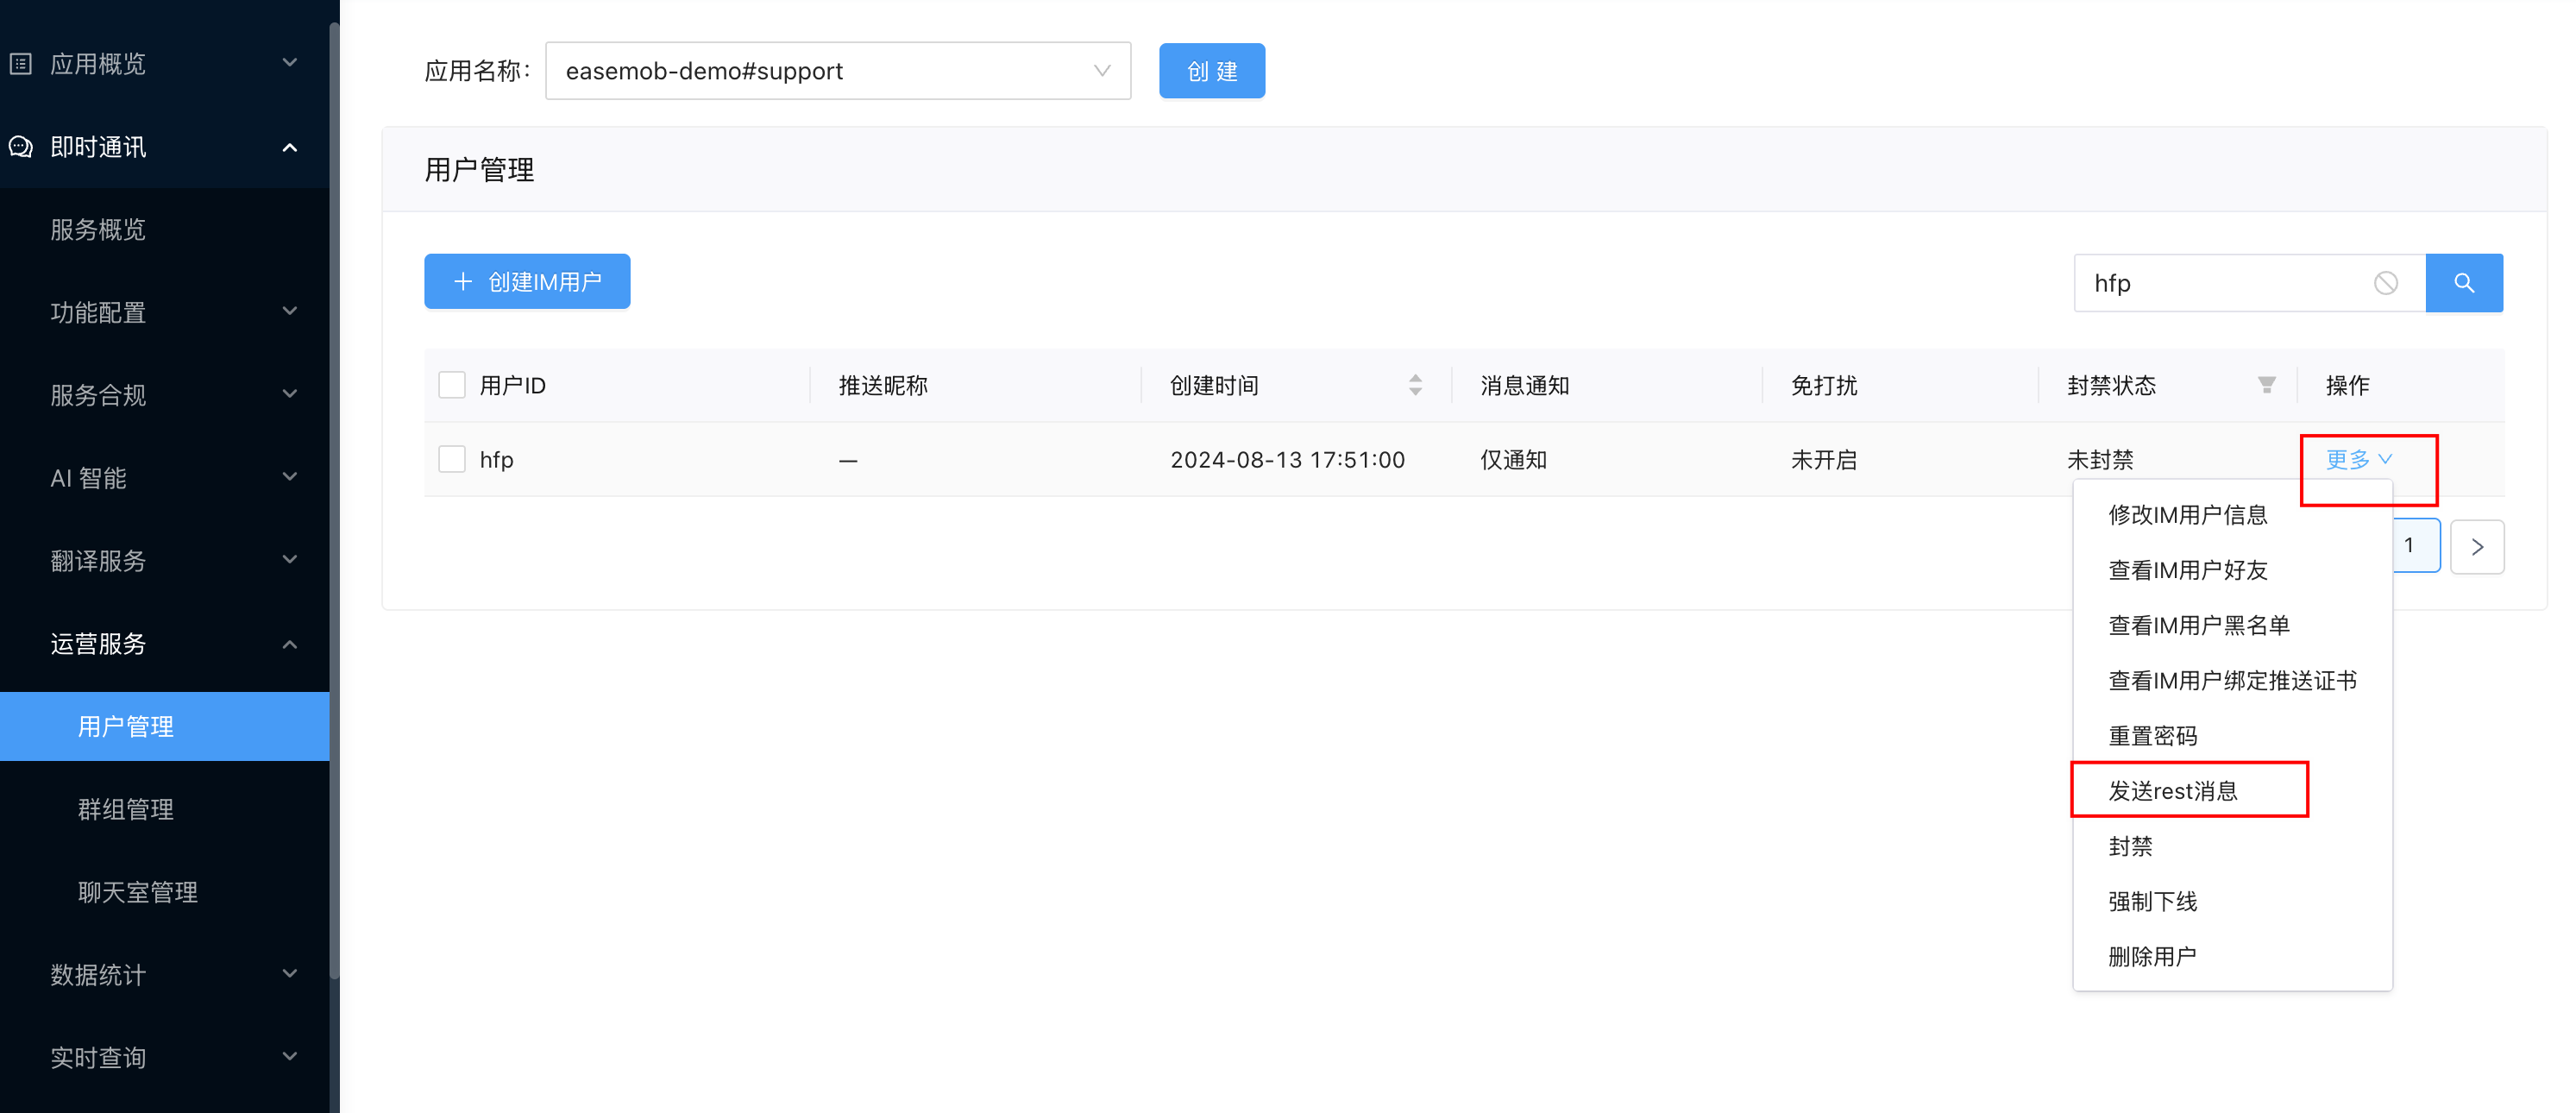 应用概览
即时通讯
服务概览
功能配置
服务合规
AI 智能
翻译服务
运营服务
用户管理
群组管理
聊天室管理
数据统计
实时查询
应用名称： easemob-demo#support 创 建
用户管理
+ 创建IM用户 hfp
用户ID 推送昵称 创建时间 消息通知 免打扰 封禁状态 操作
hfp — 2024-08-13 17:51:00 仅通知 未开启 未封禁 更多
1
修改IM用户信息
查看IM用户好友
查看IM用户黑名单
查看IM用户绑定推送证书
重置密码
发送rest消息
封禁
强制下线
删除用户